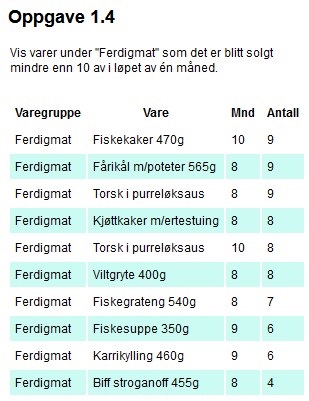 Oppgave 1.4
Vis varer under "Ferdigmat" som det er blitt solgt
mindre enn 10 av i løpet av én måned.
Varegruppe Vare Mnd Antall
Ferdigmat Fiskekaker 470g 10 9
Ferdigmat Fårikål m/poteter 565g 8 9
Ferdigmat Torsk i purreløksaus 8 9
Ferdigmat Kjøttkaker m/ertestuing 8 8
Ferdigmat Torsk i purreløksaus 10 8
Ferdigmat Viltgryte 400g 8 8
Ferdigmat Fiskegrateng 540g 8 7
Ferdigmat Fiskesuppe 350g 9 6
Ferdigmat Karrikylling 460g 9 6
Ferdigmat Biff stroganoff 455g 8 4